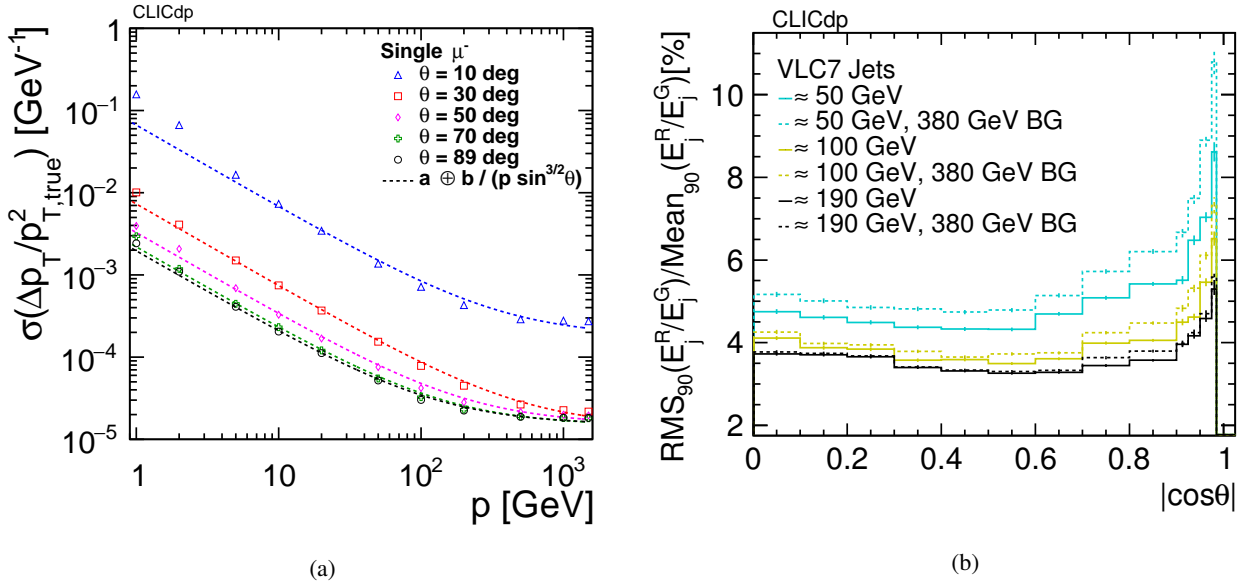 CLICdp
σ(Δp_T/p²_T,true) [GeV⁻¹]
1
10⁻¹
10⁻²
10⁻³
10⁻⁴
10⁻⁵
Single μ⁻
θ = 10 deg
θ = 30 deg
θ = 50 deg
θ = 70 deg
θ = 89 deg
a ⊕ b / (p sin^3/2θ)
1 10 10² 10³
p [GeV]
(a)
CLICdp
RMS₉₀(E_j^R/E_j^G)/Mean₉₀(E_j^R/E_j^G)[%]
10
8
6
4
2
VLC7 Jets
≈ 50 GeV
≈ 50 GeV, 380 GeV BG
≈ 100 GeV
≈ 100 GeV, 380 GeV BG
≈ 190 GeV
≈ 190 GeV, 380 GeV BG
0 0.2 0.4 0.6 0.8 1
|cosθ|
(b)